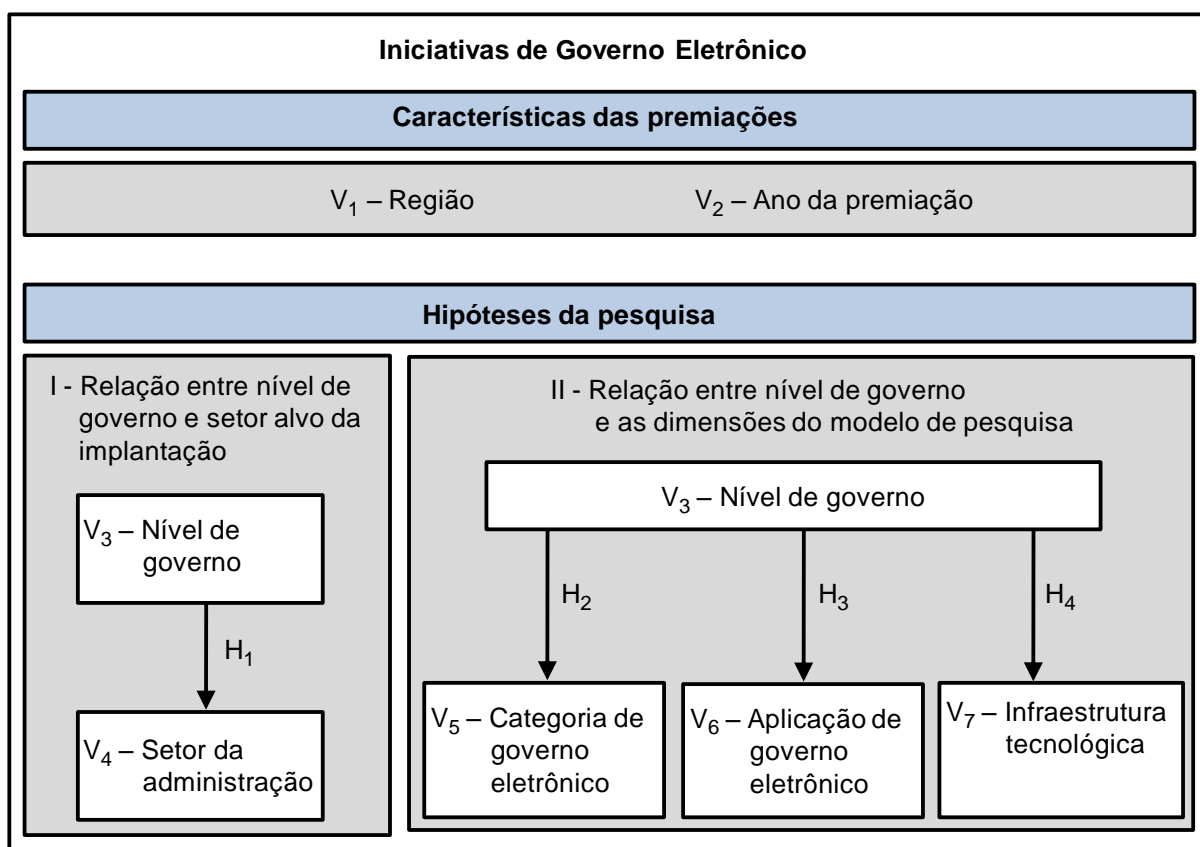 Iniciativas de Governo Eletrônico
Características das premiações
V₁ – Região V₂ – Ano da premiação
Hipóteses da pesquisa
I - Relação entre nível de
governo e setor alvo da
implantação
V₃ – Nível de
governo
H₁
V₄ – Setor da
administração
II - Relação entre nível de governo
e as dimensões do modelo de pesquisa
V₃ – Nível de governo
H₂ H₃ H₄
V₅ – Categoria de
governo
eletrônico
V₆ – Aplicação de
governo
eletrônico
V₇ – Infraestrutura
tecnológica